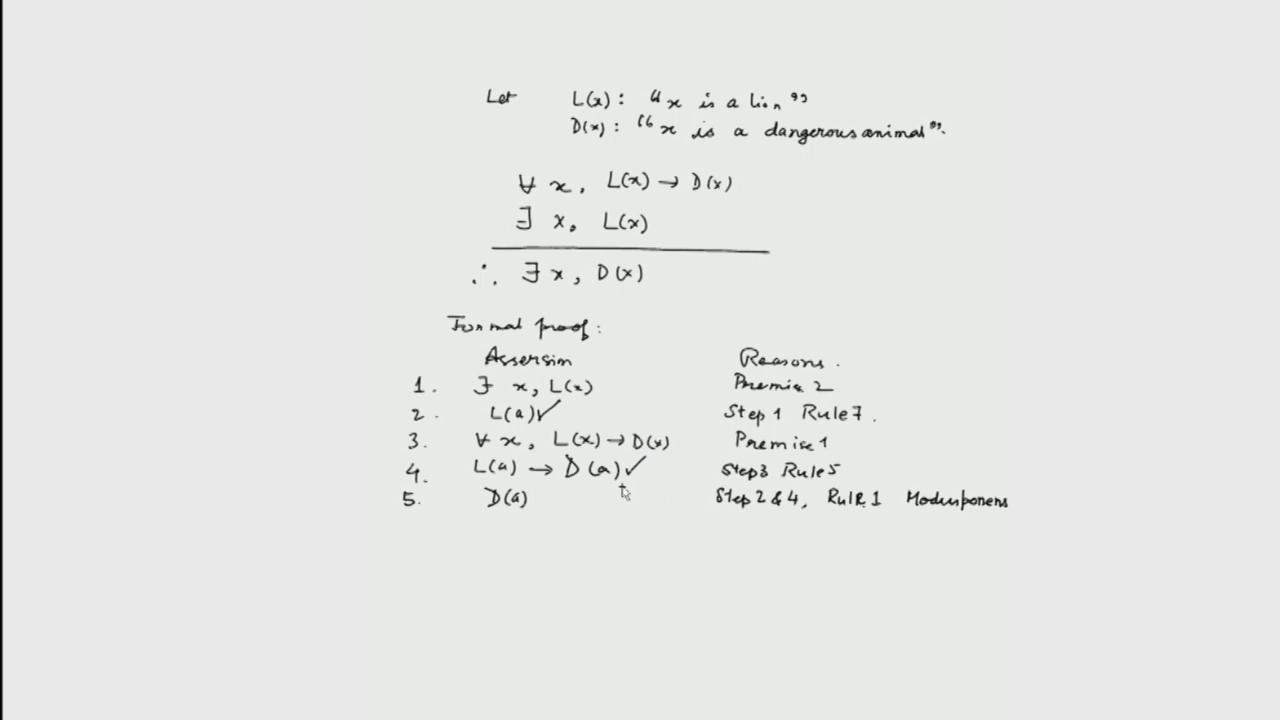 Let L(x) : “x is a lion”
D(x) : “x is a dangerous animal”.
∀ x, L(x) → D(x)
∃ x, L(x)
∴ ∃ x, D(x)
Formal proof :
Assersion Reasons.
1. ∃ x, L(x) Premise 2
2. L(a)✓ Step 1 Rule 7.
3. ∀ x, L(x) → D(x) Premise 1
4. L(a) → D(a)✓ Step 3 Rule 5
5. D(a) Step 2 & 4, Rule 1 Modusponens